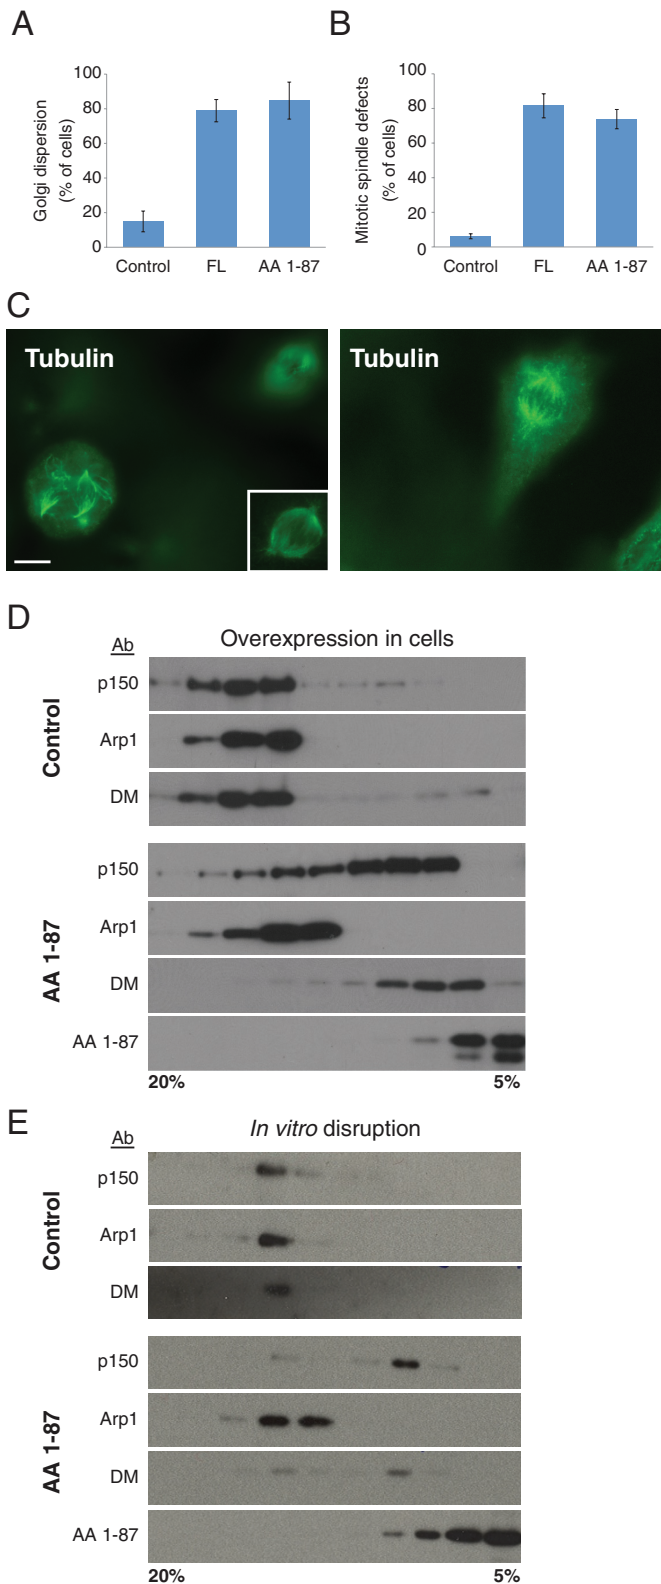 A
Golgi dispersion
(% of cells)
100
80
60
40
20
0
Control FL AA 1-87
B
Mitotic spindle defects
(% of cells)
100
80
60
40
20
0
Control FL AA 1-87
C
Tubulin
Tubulin
D
Overexpression in cells
Ab
Control
p150
Arp1
DM
AA 1-87
p150
Arp1
DM
AA 1-87
20% 5%
E
In vitro disruption
Ab
Control
p150
Arp1
DM
AA 1-87
p150
Arp1
DM
AA 1-87
20% 5%